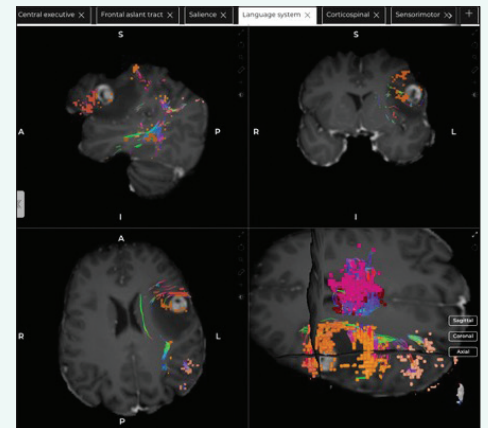 Central executive × Frontal aslant tract × Salience × Language system × Corticospinal × Sensorimotor × +
S
A
P
I
S
R
L
I
A
R
L
P
Sagittal
Coronal
Axial